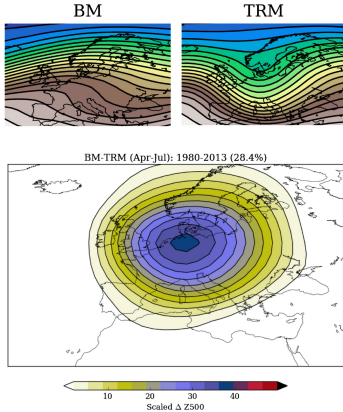 BM TRM
BM-TRM (Apr-Jul): 1980-2013 (28.4%)
10 20 30 40
Scaled Δ Z500